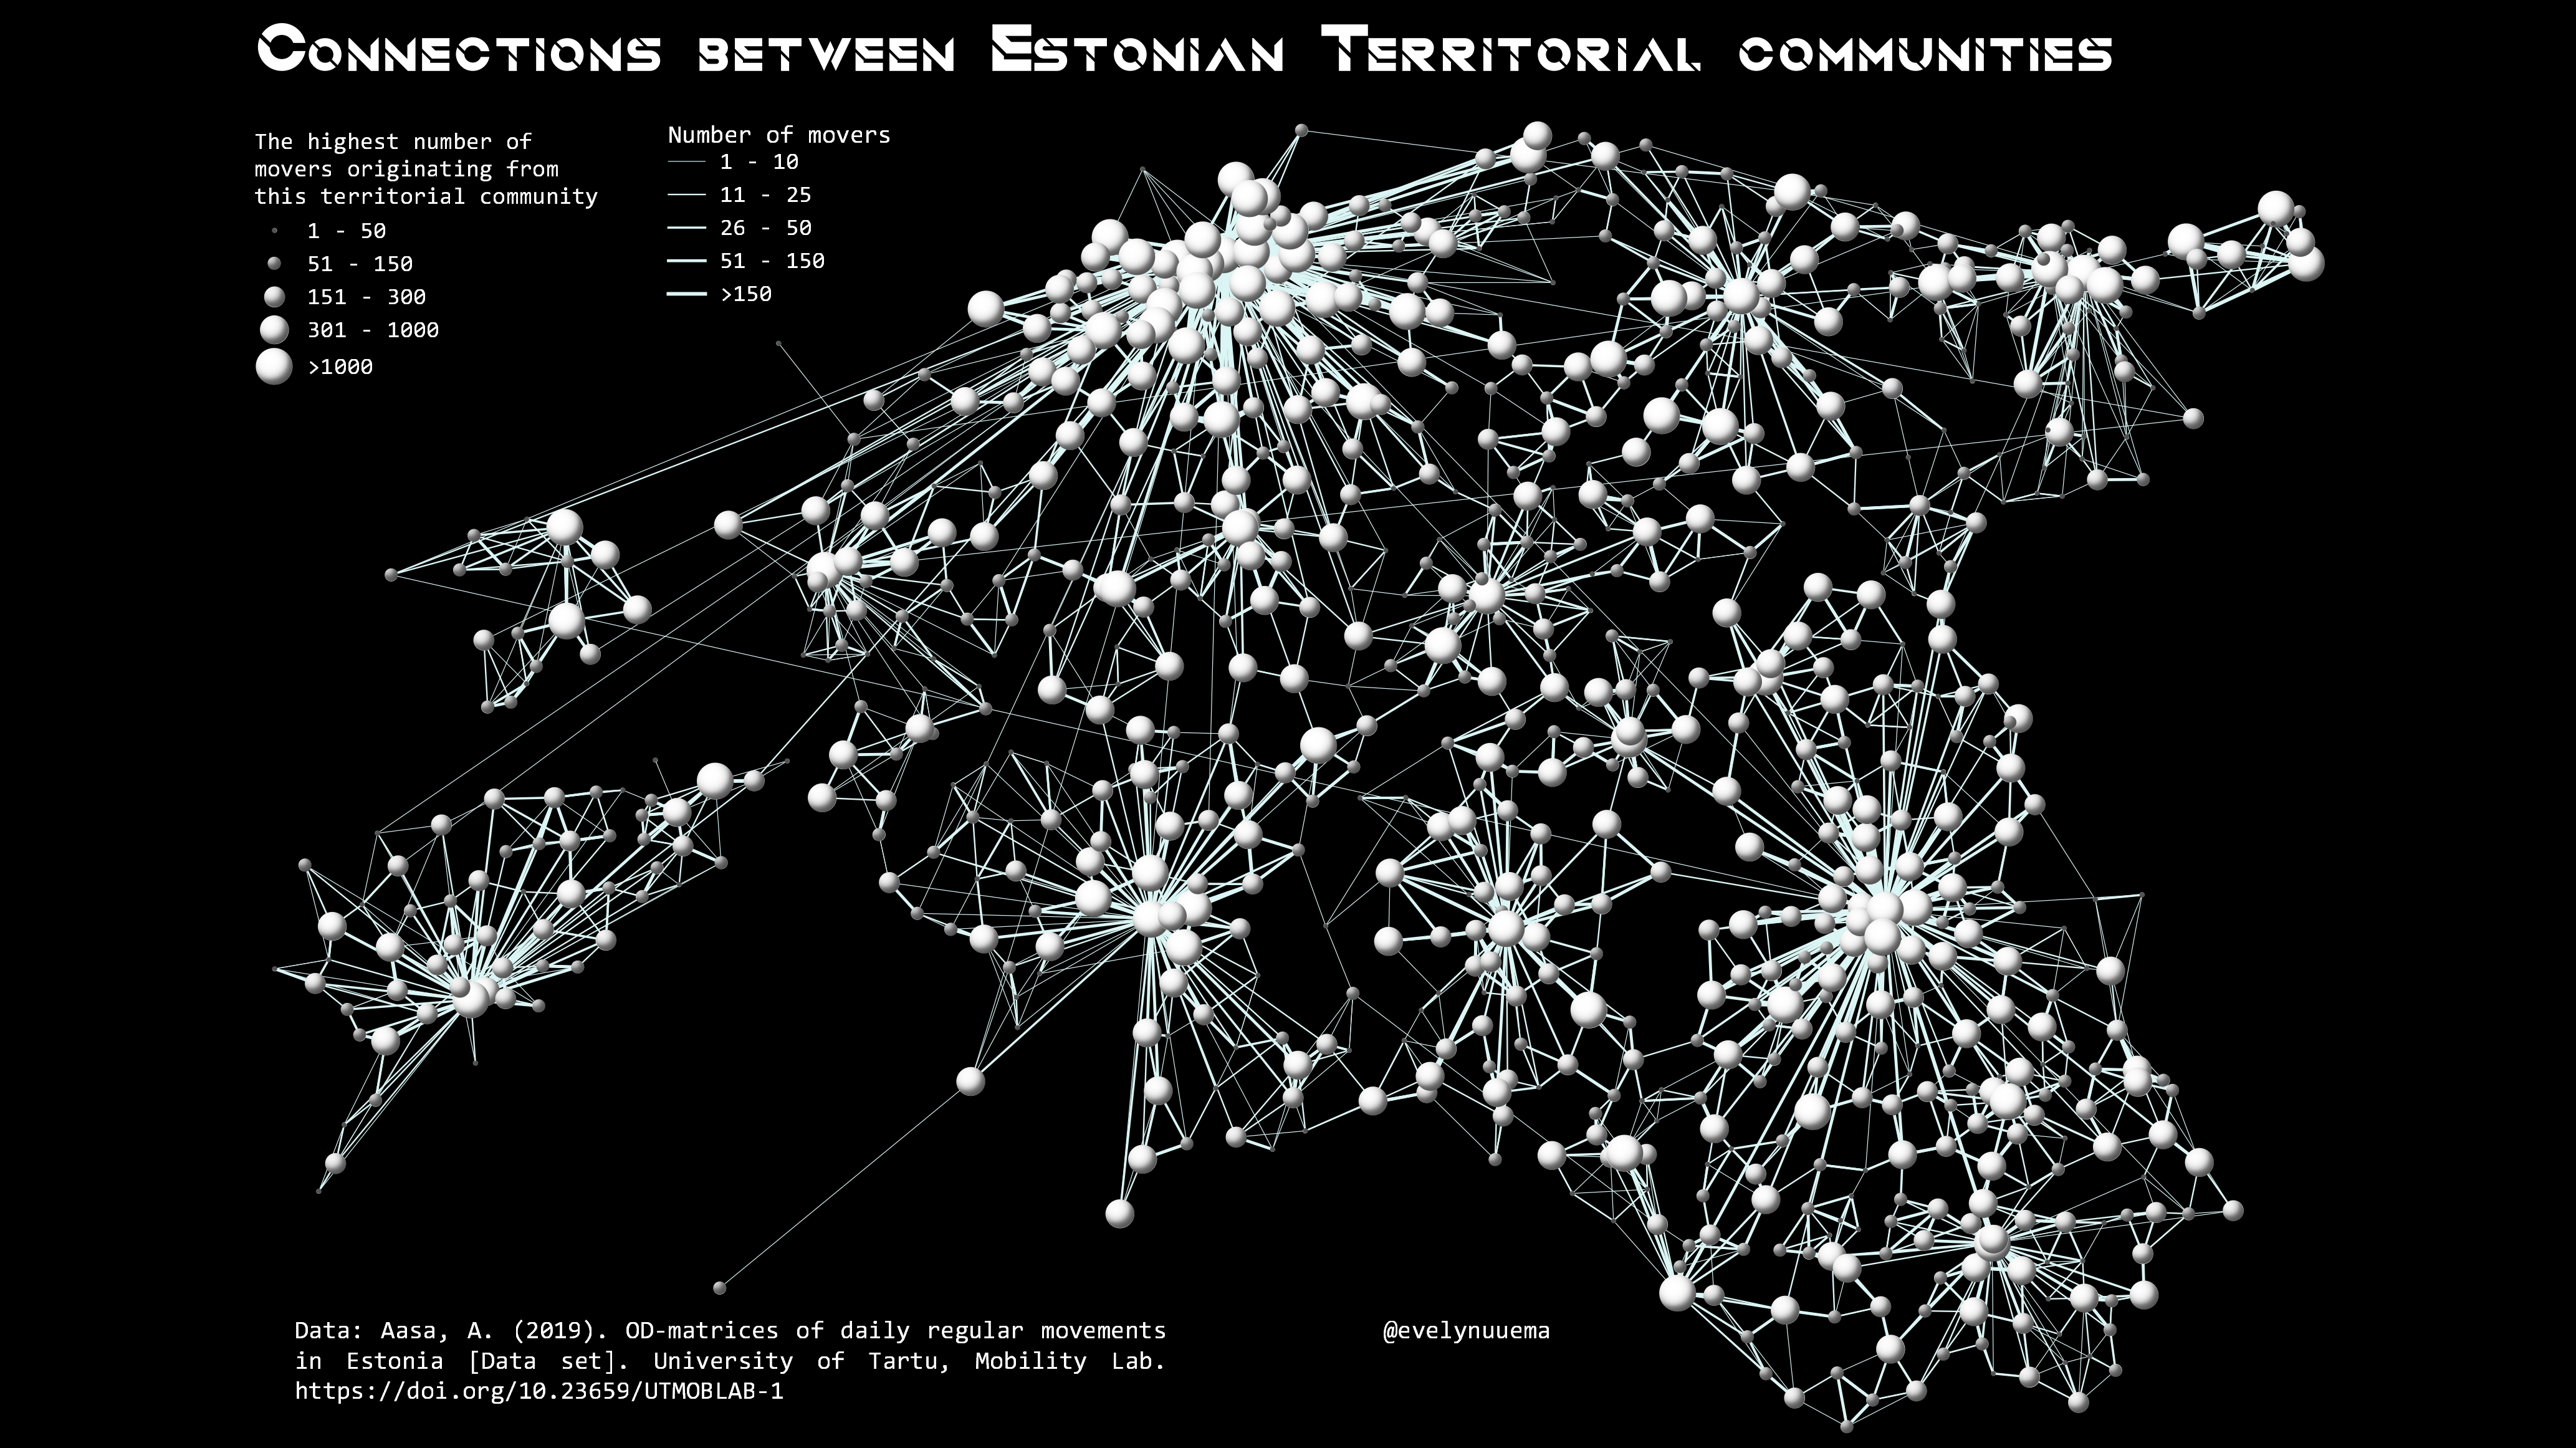 Connections between Estonian Territorial communities
The highest number of
movers originating from
this territorial community
1 - 50
51 - 150
151 - 300
301 - 1000
>1000
Number of movers
1 - 10
11 - 25
26 - 50
51 - 150
>150
Data: Aasa, A. (2019). OD-matrices of daily regular movements
in Estonia [Data set]. University of Tartu, Mobility Lab.
https://doi.org/10.23659/UTMOBLAB-1
@evelynuuema